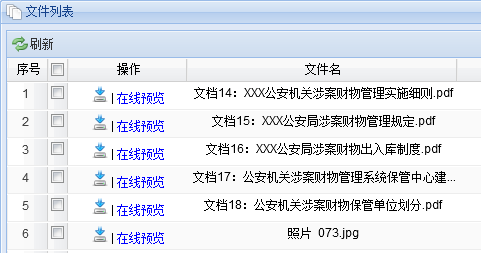 文件列表
刷新
序号 操作 文件名
1 | 在线预览 文档14：XXX公安机关涉案财物管理实施细则.pdf
2 | 在线预览 文档15：XXX公安局涉案财物管理规定.pdf
3 | 在线预览 文档16：XXX公安局涉案财物出入库制度.pdf
4 | 在线预览 文档17：公安机关涉案财物管理系统保管中心建...
5 | 在线预览 文档18：公安机关涉案财物保管单位划分.pdf
6 | 在线预览 照片 073.jpg